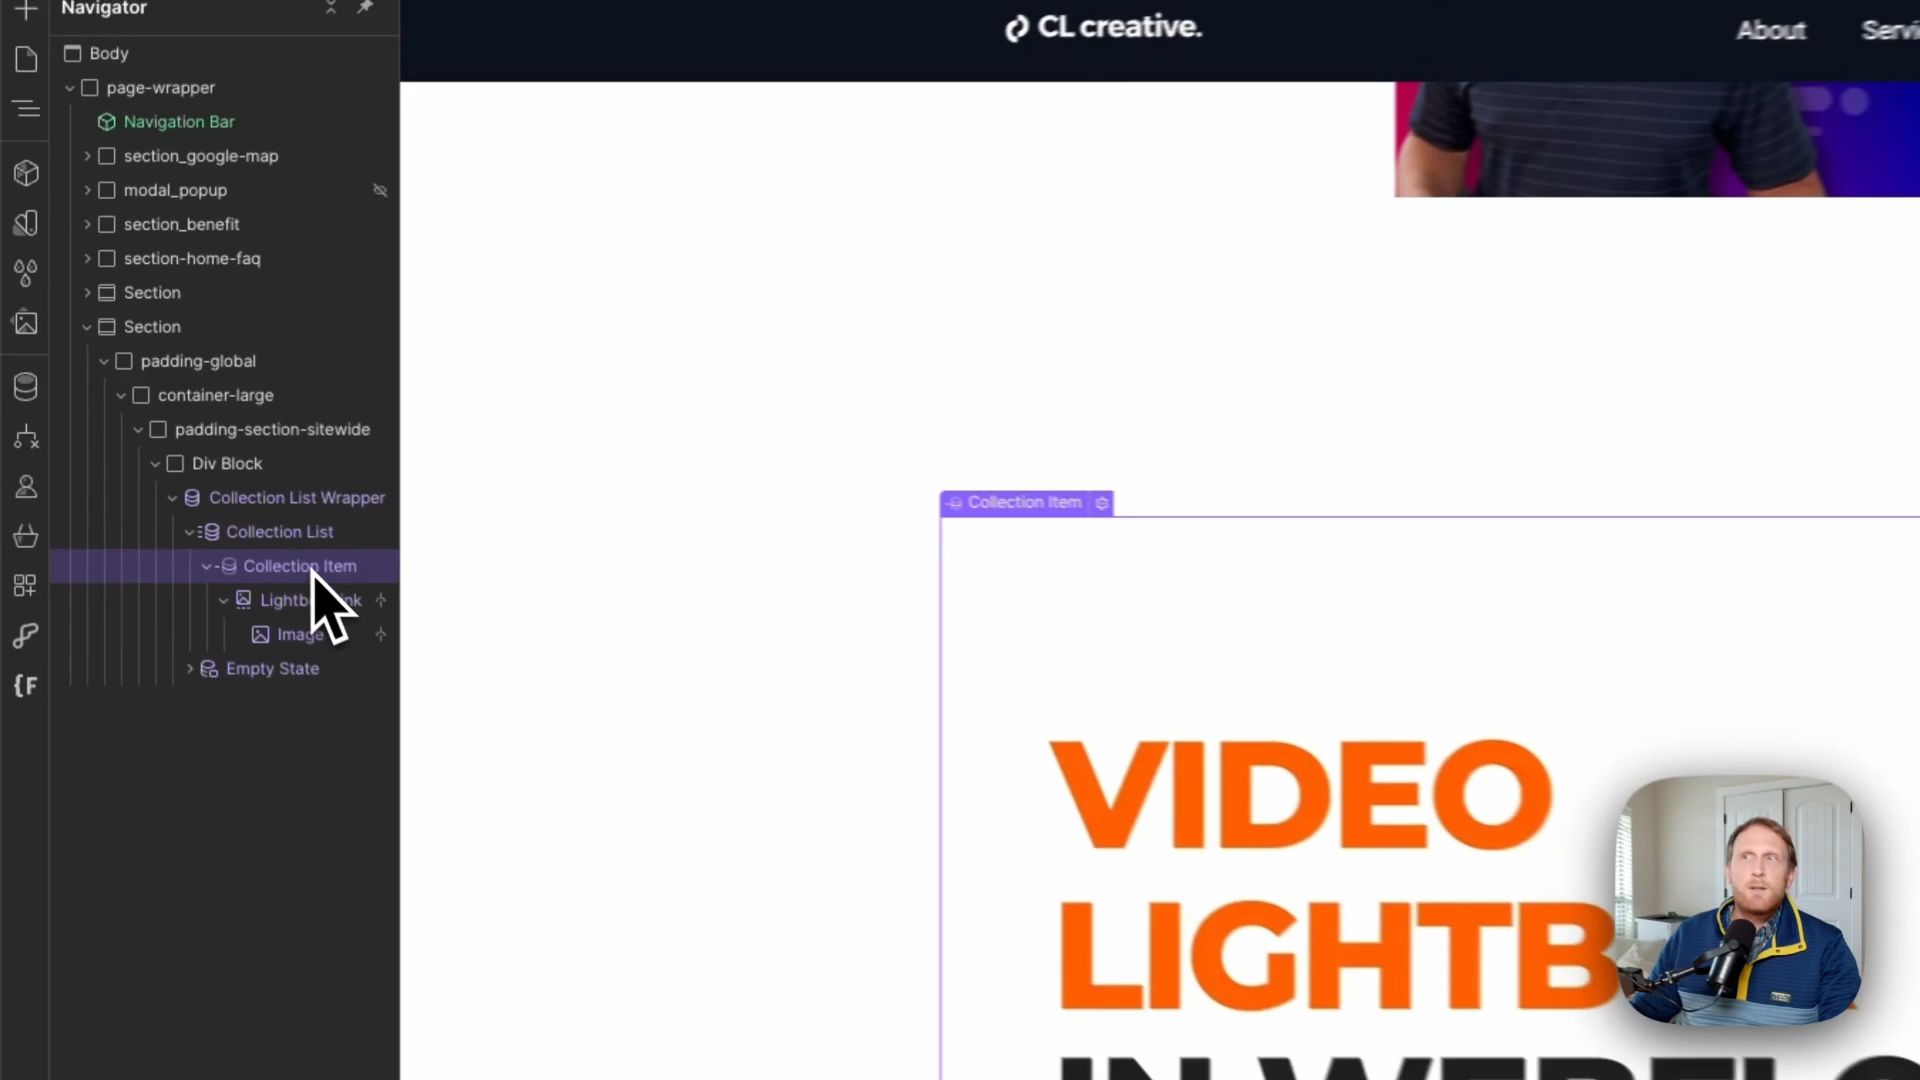 Navigator
Body
page-wrapper
Navigation Bar
section_google-map
modal_popup
section_benefit
section-home-faq
Section
Section
padding-global
container-large
padding-section-sitewide
Div Block
Collection List Wrapper
Collection List
Collection Item
Image
Empty State
{F
CL creative.
About
Collection Item
VIDEO
LIGHTB